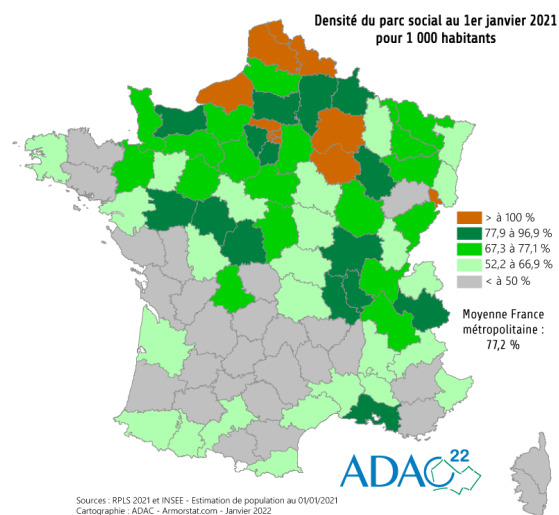 Densité du parc social au 1er janvier 2021
pour 1 000 habitants
> à 100 %
77,9 à 96,9 %
67,3 à 77,1 %
52,2 à 66,9 %
< à 50 %
Moyenne France
métropolitaine :
77,2 %
ADAC 22
Sources : RPLS 2021 et INSEE - Estimation de population au 01/01/2021
Cartographie : ADAC - Armorstat.com - Janvier 2022